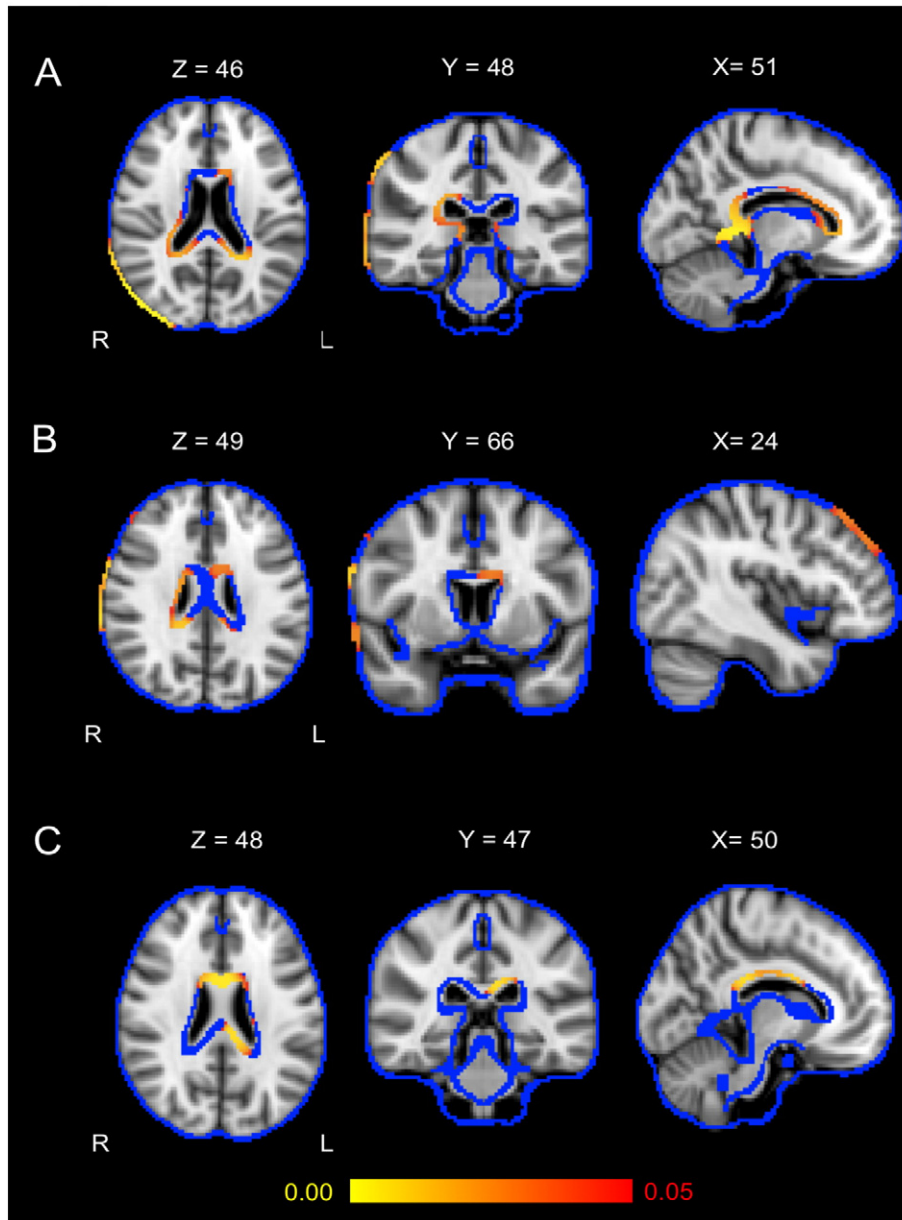 A
Z = 46 Y = 48 X= 51
R L
B
Z = 49 Y = 66 X= 24
R L
C
Z = 48 Y = 47 X= 50
R L
0.00 0.05